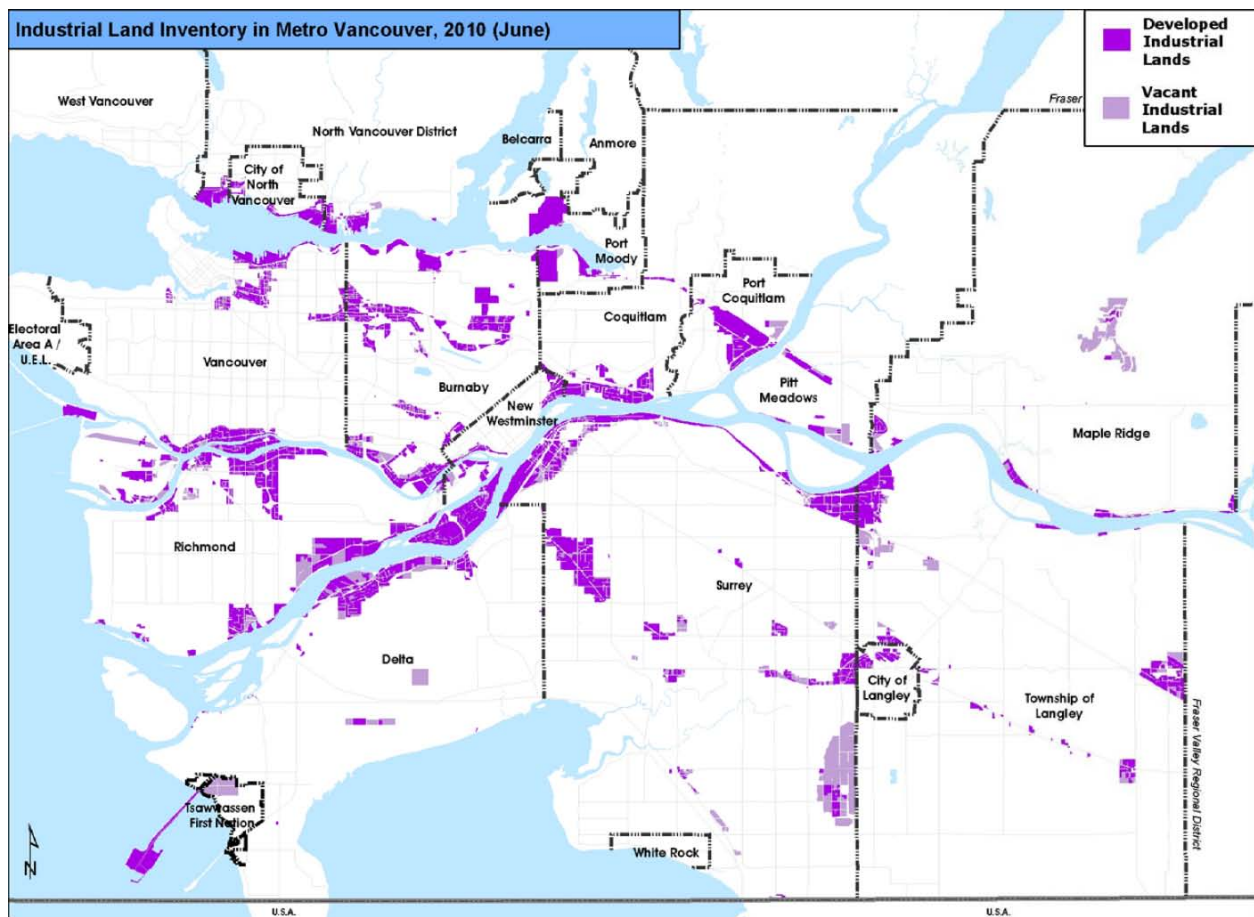 Industrial Land Inventory in Metro Vancouver, 2010 (June)
Developed
Industrial
Lands
Vacant
Industrial
Lands
Fraser
West Vancouver
North Vancouver District
Belcarra
Anmore
City of
North
Vancouver
Port
Moody
Port
Coquitlam
Coquitlam
Electoral
Area A /
U.E.L.
Vancouver
Burnaby
New
Westminster
Pitt
Meadows
Maple Ridge
Richmond
Surrey
Delta
City of
Langley
Township of
Langley
Fraser Valley Regional District
Tsawwassen
First Nation
White Rock
N
U.S.A.
U.S.A.